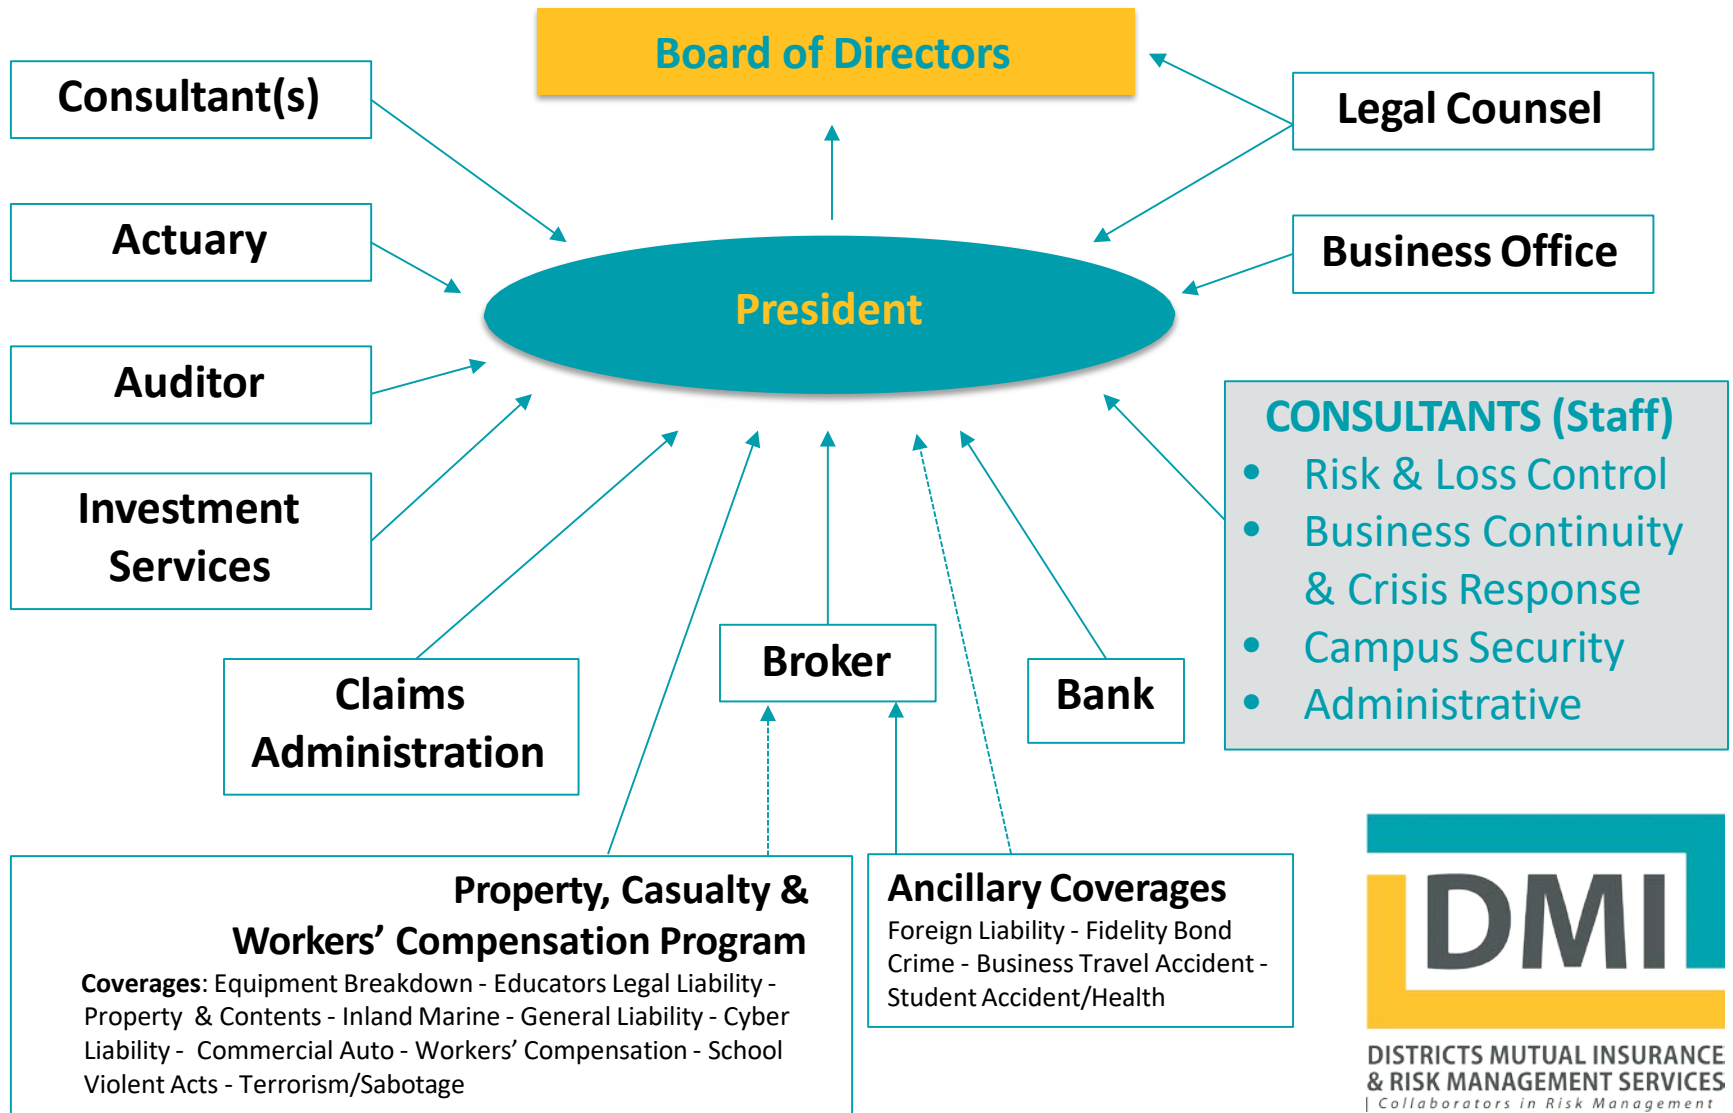 Board of Directors
Consultant(s)
Legal Counsel
Actuary
Business Office
President
Auditor
Investment
Services
CONSULTANTS (Staff)
• Risk & Loss Control
• Business Continuity
& Crisis Response
• Campus Security
• Administrative
Claims
Administration
Broker
Bank
Property, Casualty &
Workers’ Compensation Program
Coverages: Equipment Breakdown - Educators Legal Liability -
Property & Contents - Inland Marine - General Liability - Cyber
Liability - Commercial Auto - Workers’ Compensation - School
Violent Acts - Terrorism/Sabotage
Ancillary Coverages
Foreign Liability - Fidelity Bond
Crime - Business Travel Accident -
Student Accident/Health
DMI
DISTRICTS MUTUAL INSURANCE
& RISK MANAGEMENT SERVICES
| Collaborators in Risk Management